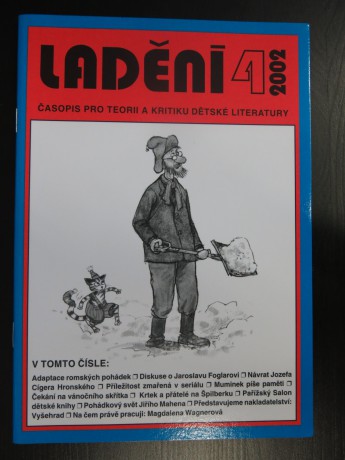 LADĚNÍ 4 2002
ČASOPIS PRO TEORII A KRITIKU DĚTSKÉ LITERATURY
V TOMTO ČÍSLE:
Adaptace romských pohádek ❒ Diskuse o Jaroslavu Foglarovi ❒ Návrat Jozefa
Cígera Hronského ❒ Příležitost zmařená v seriálu ❒ Muminek píše paměti ❒
Čekání na vánočního skřítka ❒ Krtek a přátelé na Špilberku ❒ Pařížský Salon
dětské knihy ❒ Pohádkový svět Jiřího Mahena ❒ Představujeme nakladatelství:
Vyšehrad ❒ Na čem právě pracuji: Magdalena Wagnerová